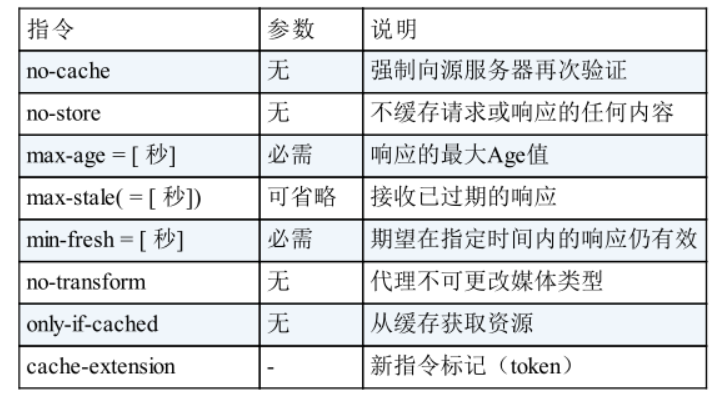 指令 参数 说明
no-cache 无 强制向源服务器再次验证
no-store 无 不缓存请求或响应的任何内容
max-age = [ 秒] 必需 响应的最大Age值
max-stale( = [ 秒]) 可省略 接收已过期的响应
min-fresh = [ 秒] 必需 期望在指定时间内的响应仍有效
no-transform 无 代理不可更改媒体类型
only-if-cached 无 从缓存获取资源
cache-extension - 新指令标记（token）